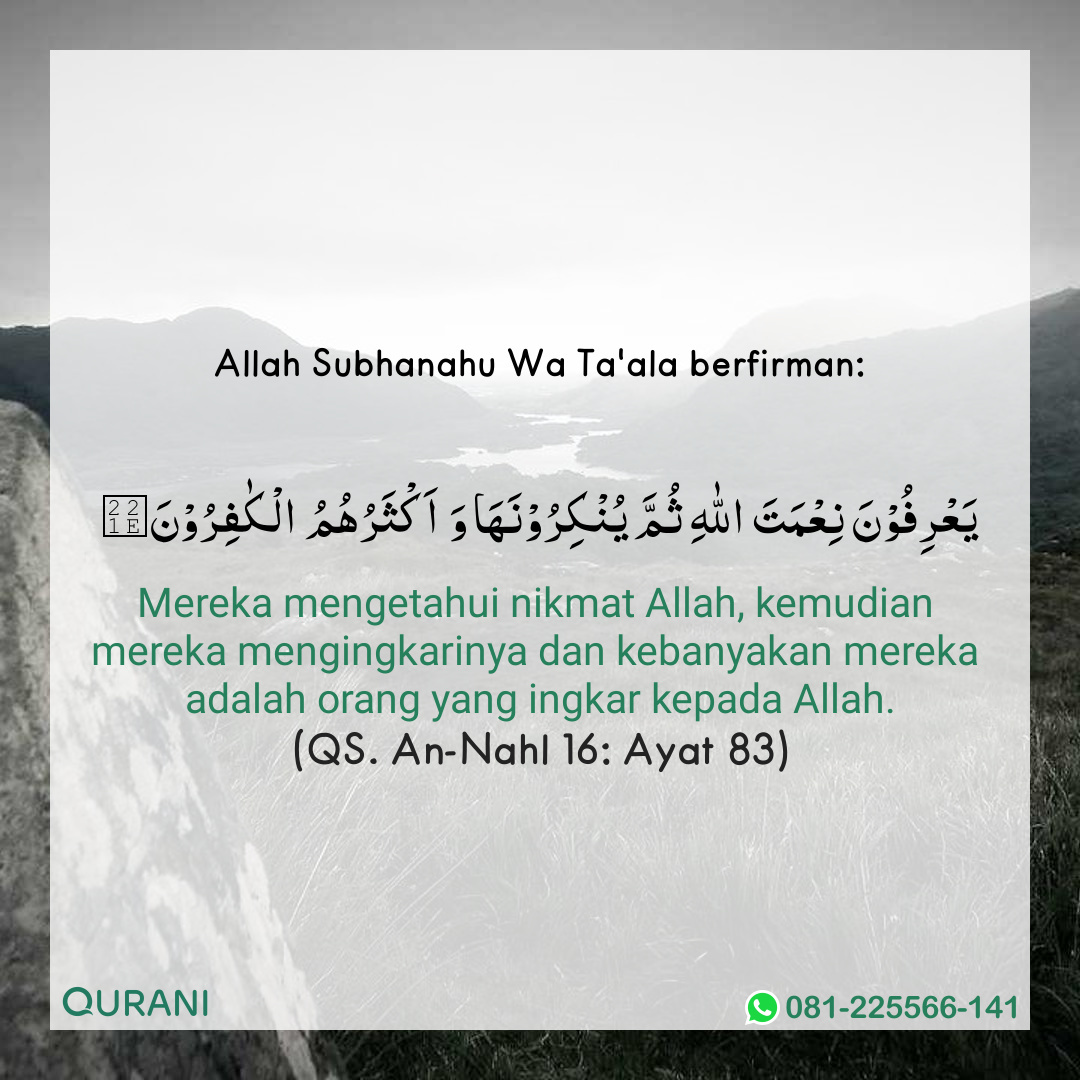 Allah Subhanahu Wa Ta'ala berfirman:
يَعْرِفُوْنَ نِعْمَتَ اللّٰهِ ثُمَّ يُنْكِرُوْنَهَا وَ اَكْثَرُهُمُ الْكٰفِرُوْنَ
Mereka mengetahui nikmat Allah, kemudian
mereka mengingkarinya dan kebanyakan mereka
adalah orang yang ingkar kepada Allah.
(QS. An-Nahl 16: Ayat 83)
QURANI
081-225566-141